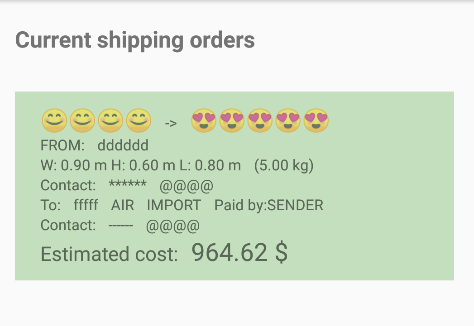 Current shipping orders
😊😊😊😊 -> 😍😍😍😍😍
FROM: dddddd
W: 0.90 m H: 0.60 m L: 0.80 m (5.00 kg)
Contact: ****** @@@@
To: fffff AIR IMPORT Paid by:SENDER
Contact: ------ @@@@
Estimated cost: 964.62 $